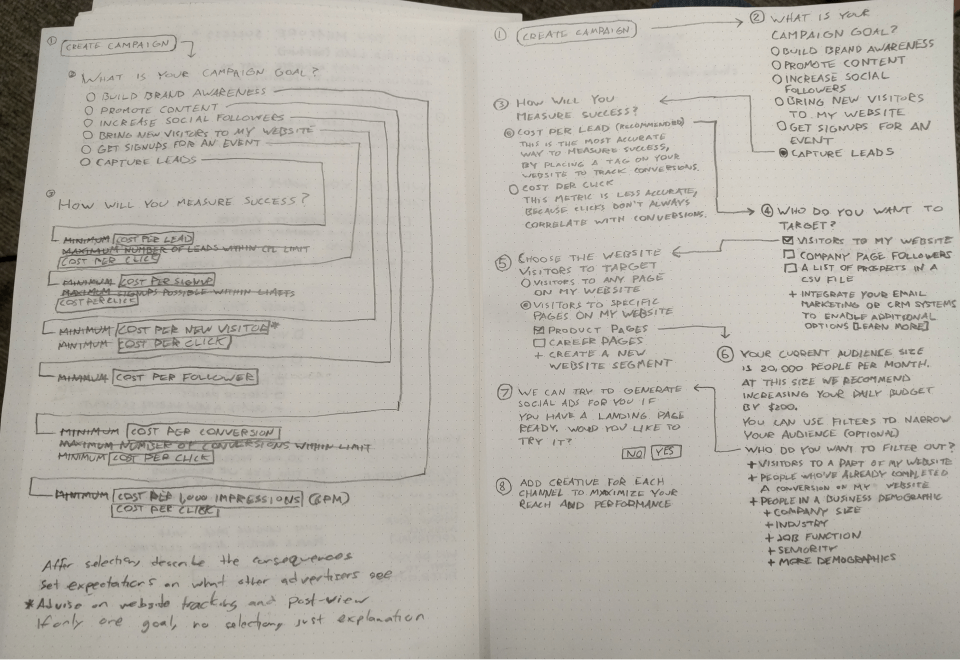 ① CREATE CAMPAIGN
② WHAT IS YOUR CAMPAIGN GOAL?
○ BUILD BRAND AWARENESS
○ PROMOTE CONTENT
○ INCREASE SOCIAL FOLLOWERS
○ BRING NEW VISITORS TO MY WEBSITE
○ GET SIGNUPS FOR AN EVENT
○ CAPTURE LEADS
③ HOW WILL YOU MEASURE SUCCESS?
MINIMUM COST PER LEAD
MAXIMUM NUMBER OF LEADS WITHIN CPL LIMIT
COST PER CLICK
MINIMUM COST PER SIGNUP
MAXIMUM SIGNUPS POSSIBLE WITHIN LIMITS
COST PER CLICK
MINIMUM COST PER NEW VISITOR*
MINIMUM COST PER CLICK
MINIMUM COST PER FOLLOWER
MINIMUM COST PER CONVERSION
MAXIMUM NUMBER OF CONVERSIONS WITHIN LIMIT
MINIMUM COST PER CLICK
MINIMUM COST PER 1,000 IMPRESSIONS (CPM)
COST PER CLICK
After selection, describe the consequences
Set expectations on what other advertisers see
*Advise on website tracking and post-view
If only one goal, no selection, just explanation
① CREATE CAMPAIGN
② WHAT IS YOUR
CAMPAIGN GOAL?
○ BUILD BRAND AWARENESS
○ PROMOTE CONTENT
○ INCREASE SOCIAL
FOLLOWERS
○ BRING NEW VISITORS
TO MY WEBSITE
○ GET SIGNUPS FOR AN
EVENT
◉ CAPTURE LEADS
③ HOW WILL YOU
MEASURE SUCCESS?
◉ COST PER LEAD (RECOMMENDED)
THIS IS THE MOST ACCURATE
WAY TO MEASURE SUCCESS,
BY PLACING A TAG ON YOUR
WEBSITE TO TRACK CONVERSIONS.
○ COST PER CLICK
THIS METRIC IS LESS ACCURATE,
BECAUSE CLICKS DON'T ALWAYS
CORRELATE WITH CONVERSIONS.
④ WHO DO YOU WANT TO
TARGET?
☑ VISITORS TO MY WEBSITE
☐ COMPANY PAGE FOLLOWERS
☐ A LIST OF PROSPECTS IN A
CSV FILE
+ INTEGRATE YOUR EMAIL
MARKETING OR CRM SYSTEMS
TO ENABLE ADDITIONAL
OPTIONS [LEARN MORE]
⑤ CHOOSE THE WEBSITE
VISITORS TO TARGET
○ VISITORS TO ANY PAGE
ON MY WEBSITE
◉ VISITORS TO SPECIFIC
PAGES ON MY WEBSITE
☑ PRODUCT PAGES
☐ CAREER PAGES
+ CREATE A NEW
WEBSITE SEGMENT
⑥ YOUR CURRENT AUDIENCE SIZE
IS 20,000 PEOPLE PER MONTH.
AT THIS SIZE WE RECOMMEND
INCREASING YOUR DAILY BUDGET
BY $200.
YOU CAN USE FILTERS TO NARROW
YOUR AUDIENCE (OPTIONAL)
WHO DO YOU WANT TO FILTER OUT?
+ VISITORS TO A PART OF MY WEBSITE
+ PEOPLE WHO'VE ALREADY COMPLETED
A CONVERSION ON MY WEBSITE
+ PEOPLE IN A BUSINESS DEMOGRAPHIC
+ COMPANY SIZE
+ INDUSTRY
+ JOB FUNCTION
+ SENIORITY
+ MORE DEMOGRAPHICS
⑦ WE CAN TRY TO GENERATE
SOCIAL ADS FOR YOU IF
YOU HAVE A LANDING PAGE
READY. WOULD YOU LIKE TO
TRY IT?
NO YES
⑧ ADD CREATIVE FOR EACH
CHANNEL TO MAXIMIZE YOUR
REACH AND PERFORMANCE